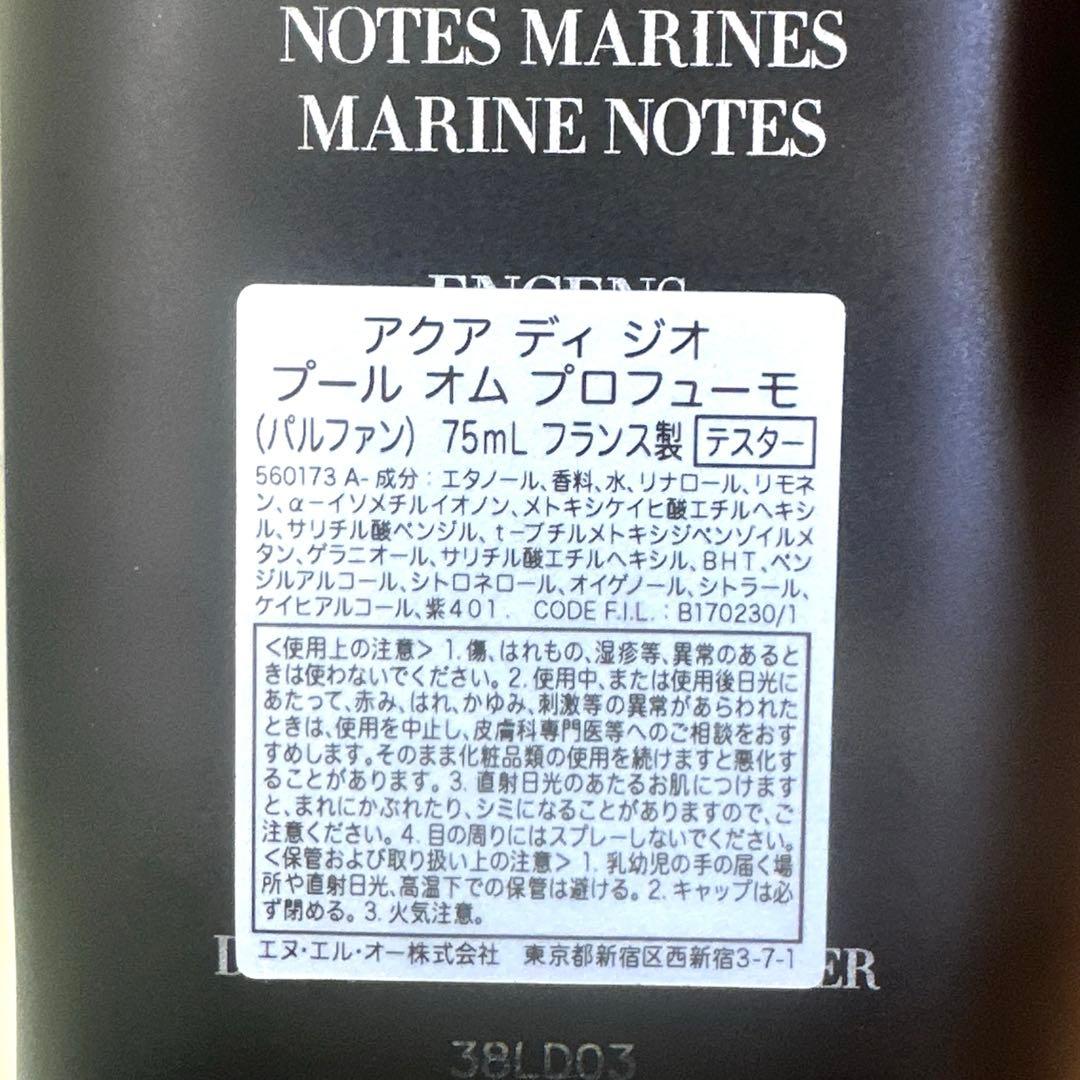 NOTES MARINES
MARINE NOTES
ENCENS
アクア ディ ジオ
プール オム プロフューモ
(パルファン) 75mL フランス製 テスター
560173 A- 成分：エタノール、香料、水、リナロール、リモネ
ン、α-イソメチルイオノン、メトキシケイヒ酸エチルヘキシ
ル、サリチル酸ベンジル、t-ブチルメトキシジベンゾイルメ
タン、ゲラニオール、サリチル酸エチルヘキシル、BHT、ベン
ジルアルコール、シトロネロール、オイゲノール、シトラール、
ケイヒアルコール、紫401. CODE F.I.L. : B170230/1
<使用上の注意> 1. 傷、はれもの、湿疹等、異常のあると
きは使わないでください。2. 使用中、または使用後日光に
あたって、赤み、はれ、かゆみ、刺激等の異常があらわれた
ときは、使用を中止し、皮膚科専門医等へのご相談をおす
すめします。そのまま化粧品類の使用を続けますと悪化す
ることがあります。3. 直射日光のあたるお肌につけます
と、まれにかぶれたり、シミになることがありますので、ご
注意ください。4. 目の周りにはスプレーしないでください。
<保管および取り扱い上の注意> 1. 乳幼児の手の届く場
所や直射日光、高温下での保管は避ける。2. キャップは必
ず閉める。3. 火気注意。
エヌ・エル・オー株式会社 東京都新宿区西新宿3-7-1
ER
38LD03